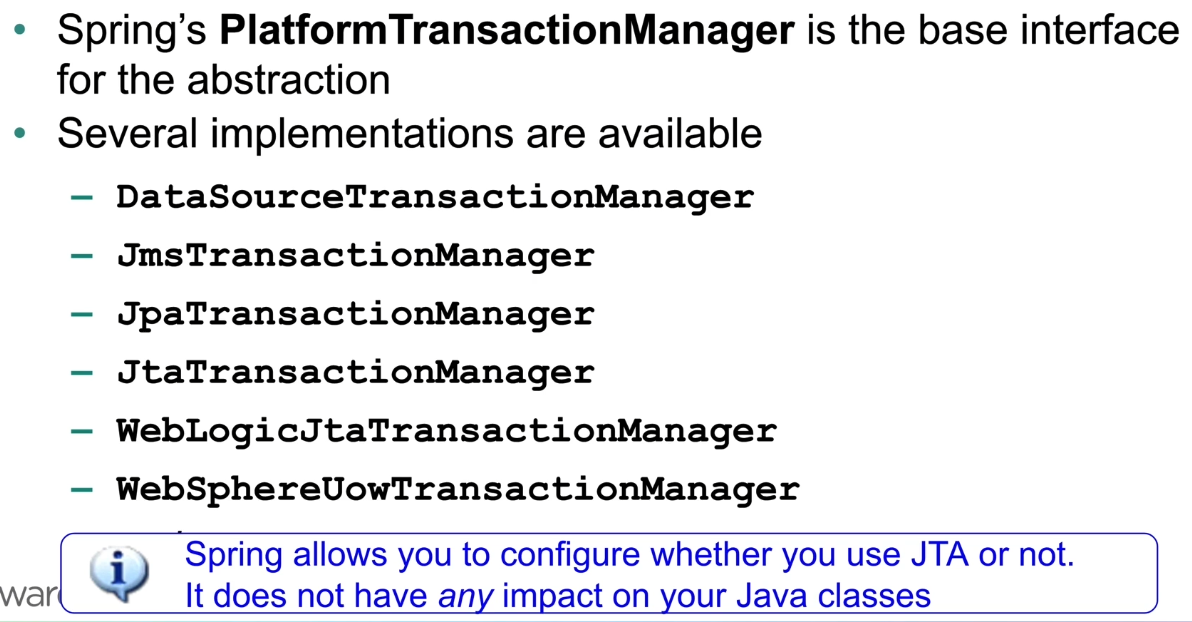 • Spring’s PlatformTransactionManager is the base interface
for the abstraction
• Several implementations are available
– DataSourceTransactionManager
– JmsTransactionManager
– JpaTransactionManager
– JtaTransactionManager
– WebLogicJtaTransactionManager
– WebSphereUowTransactionManager
Spring allows you to configure whether you use JTA or not.
It does not have any impact on your Java classes